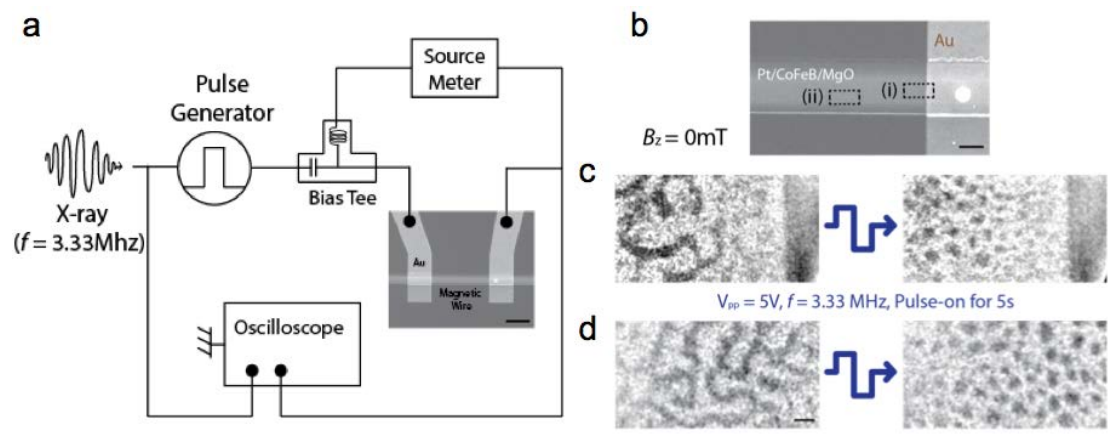 a
Pulse
Generator
Source
Meter
X-ray
(f = 3.33Mhz)
Bias Tee
Au
Magnetic
Wire
Oscilloscope
b
Au
Pt/CoFeB/MgO
(ii)
(i)
Bz = 0mT
c
Vpp = 5V, f = 3.33 MHz, Pulse-on for 5s
d